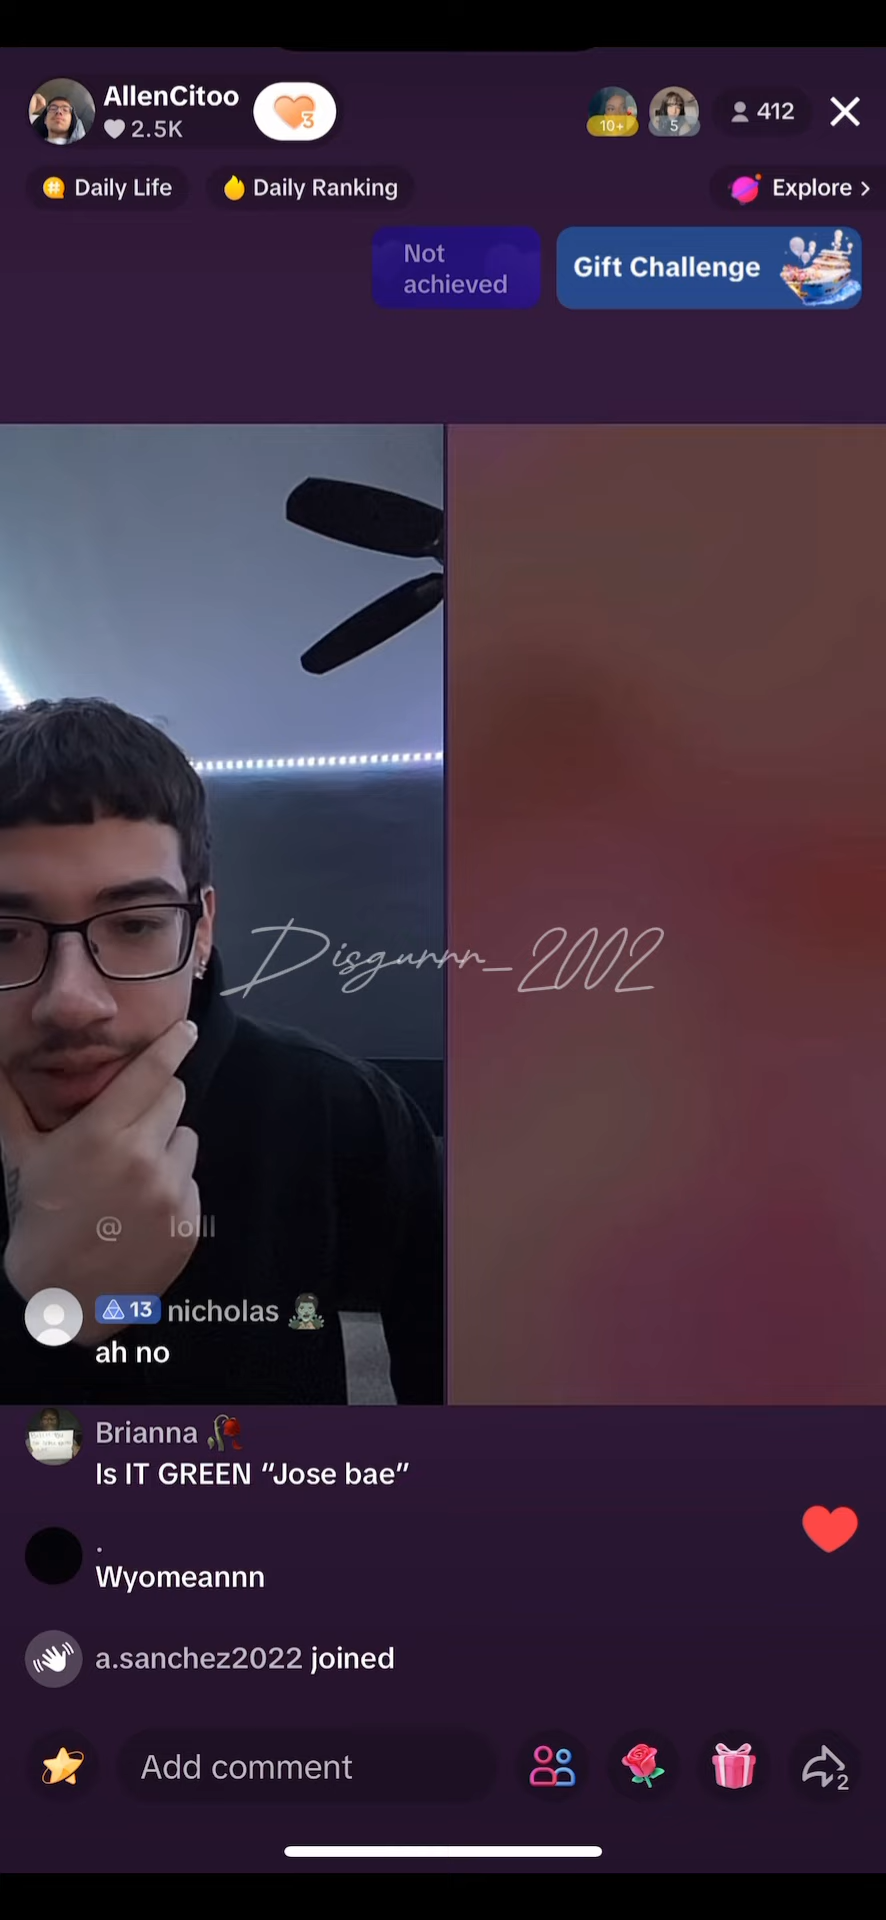 AllenCitoo
2.5K
3
10+
5
412
Daily Life
Daily Ranking
Explore
Not
achieved
Gift Challenge
Disgurrr_2002
@ lolll
13 nicholas
ah no
Brianna
Is IT GREEN “Jose bae”
.
Wyomeannn
a.sanchez2022 joined
Add comment
2